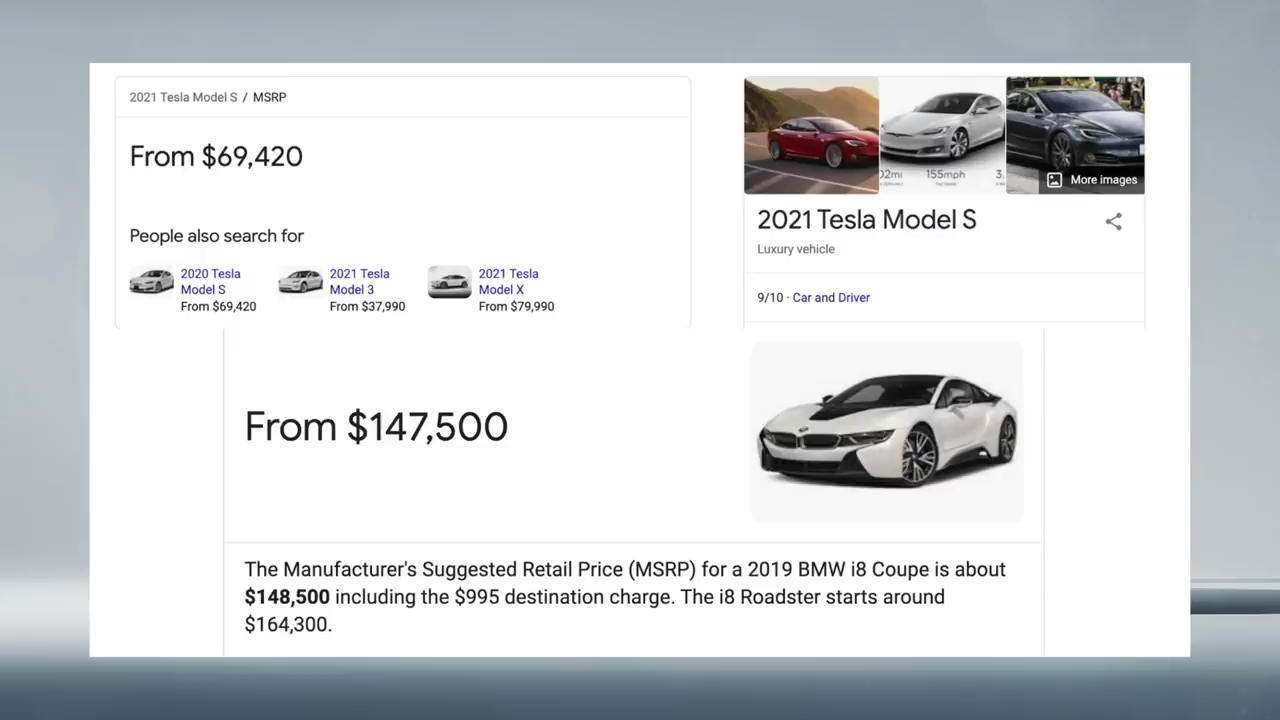 2021 Tesla Model S / MSRP
From $69,420
People also search for
2020 Tesla
Model S
From $69,420
2021 Tesla
Model 3
From $37,990
2021 Tesla
Model X
From $79,990
155mph
More images
2021 Tesla Model S
Luxury vehicle
9/10 · Car and Driver
From $147,500
The Manufacturer's Suggested Retail Price (MSRP) for a 2019 BMW i8 Coupe is about
$148,500 including the $995 destination charge. The i8 Roadster starts around
$164,300.